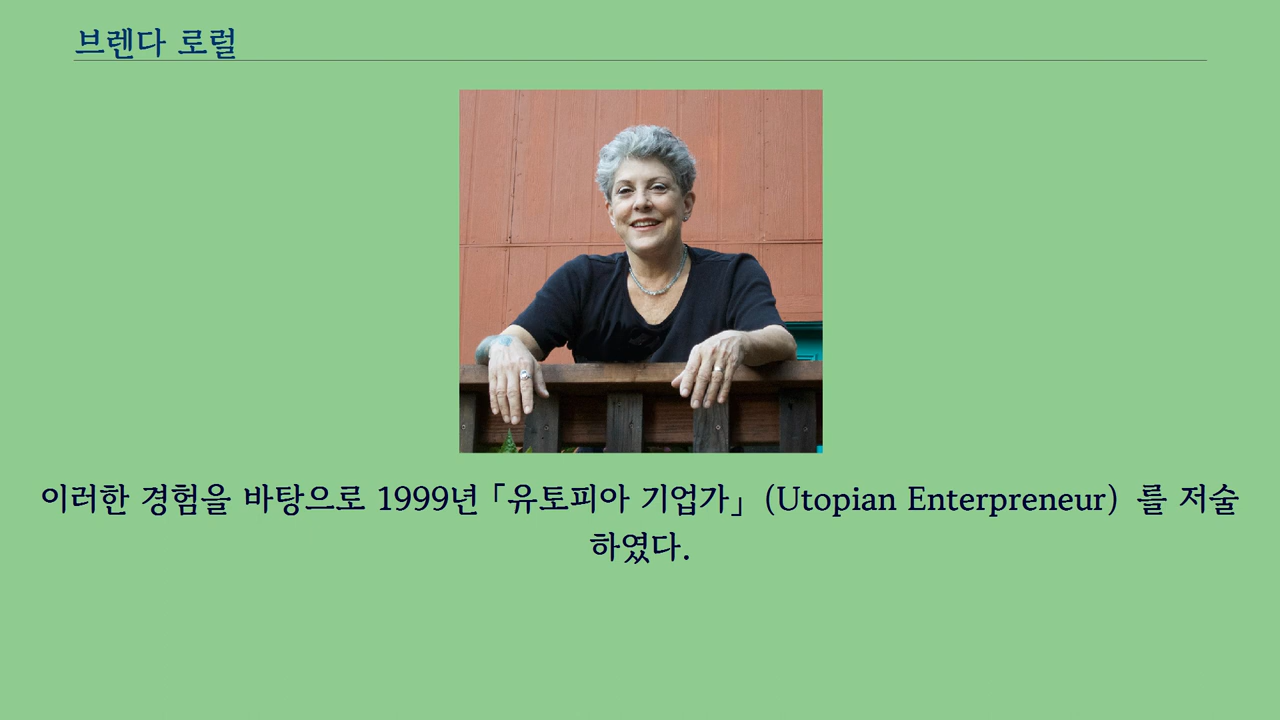 브렌다 로럴
이러한 경험을 바탕으로 1999년 「유토피아 기업가」 (Utopian Enterpreneur) 를 저술
하였다.